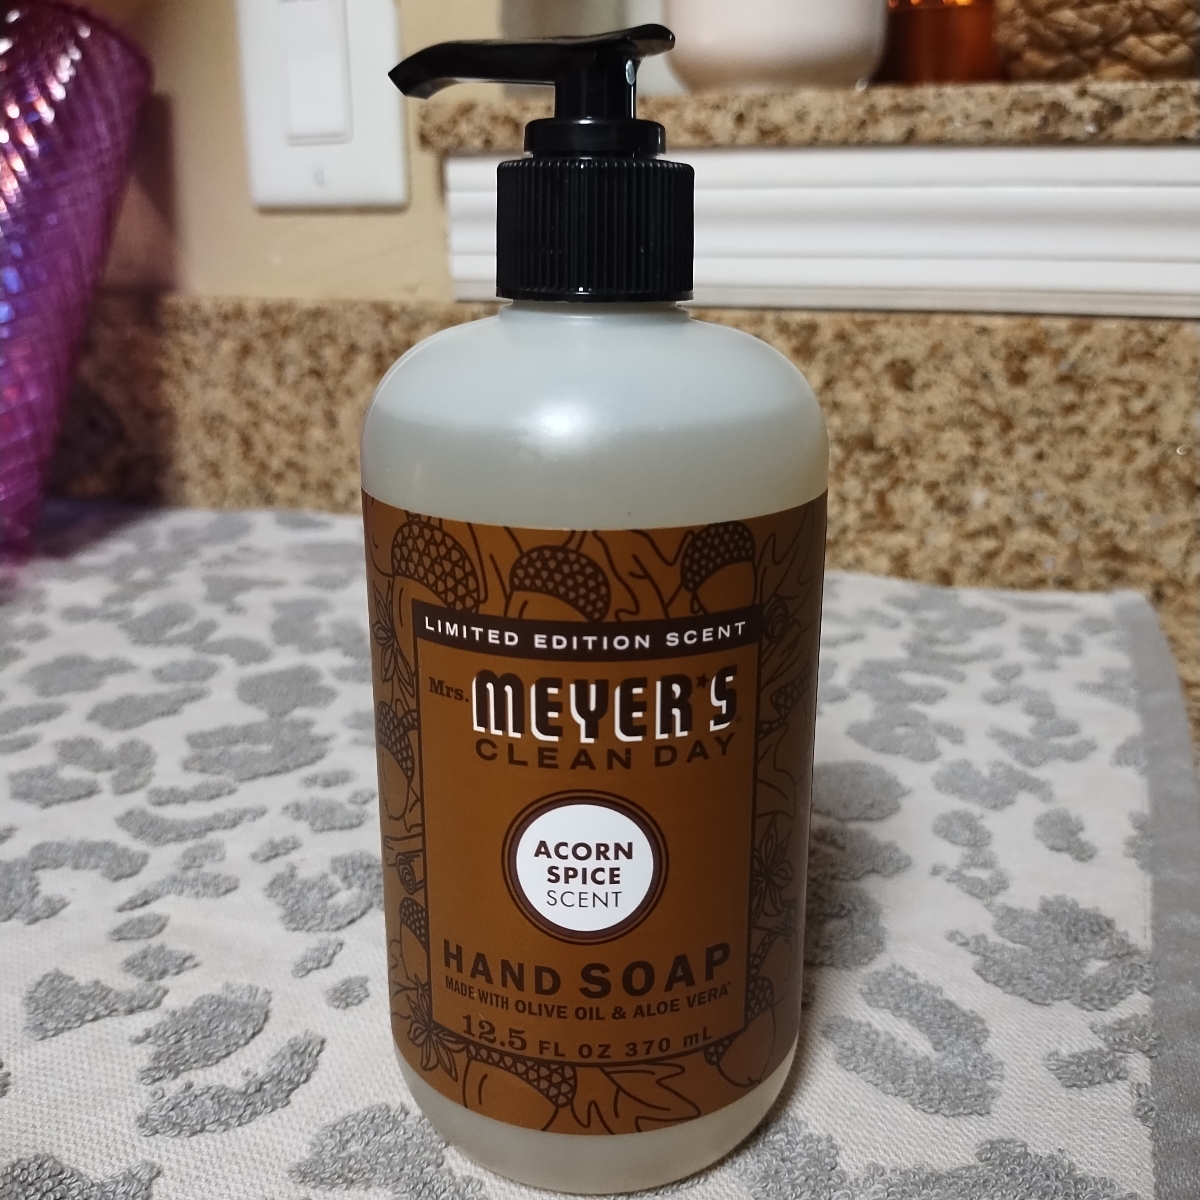 LIMITED EDITION SCENT
Mrs. MEYER'S
CLEAN DAY
ACORN
SPICE
SCENT
HAND SOAP
MADE WITH OLIVE OIL & ALOE VERA*
12.5 FL OZ 370 mL